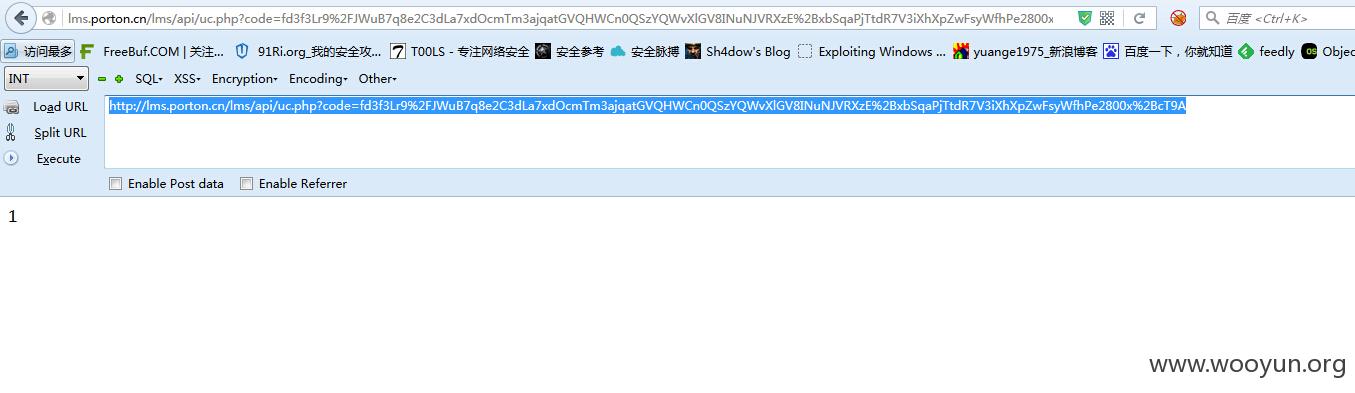 lms.porton.cn/lms/api/uc.php?code=fd3f3Lr9%2FJWuB7q8e2C3dLa7xdOcmTm3ajqatGVQHWCn0QSzYQWvXlGV8INuNJVRXzE%2BxbSqaPjTtdR7V3iXhXpZwFsyWfhPe2800x 百度 <Ctrl+K>
访问最多 FreeBuf.COM | 关注... 91Ri.org_我的安全攻... T00LS - 专注网络安全 安全参考 安全脉搏 Sh4dow's Blog Exploiting Windows ... yuange1975_新浪博客 百度一下，你就知道 feedly Objec
INT SQL XSS Encryption Encoding Other
Load URL http://lms.porton.cn/lms/api/uc.php?code=fd3f3Lr9%2FJWuB7q8e2C3dLa7xdOcmTm3ajqatGVQHWCn0QSzYQWvXlGV8INuNJVRXzE%2BxbSqaPjTtdR7V3iXhXpZwFsyWfhPe2800x%2BcT9A
Split URL
Execute
Enable Post data Enable Referrer
1
www.wooyun.org